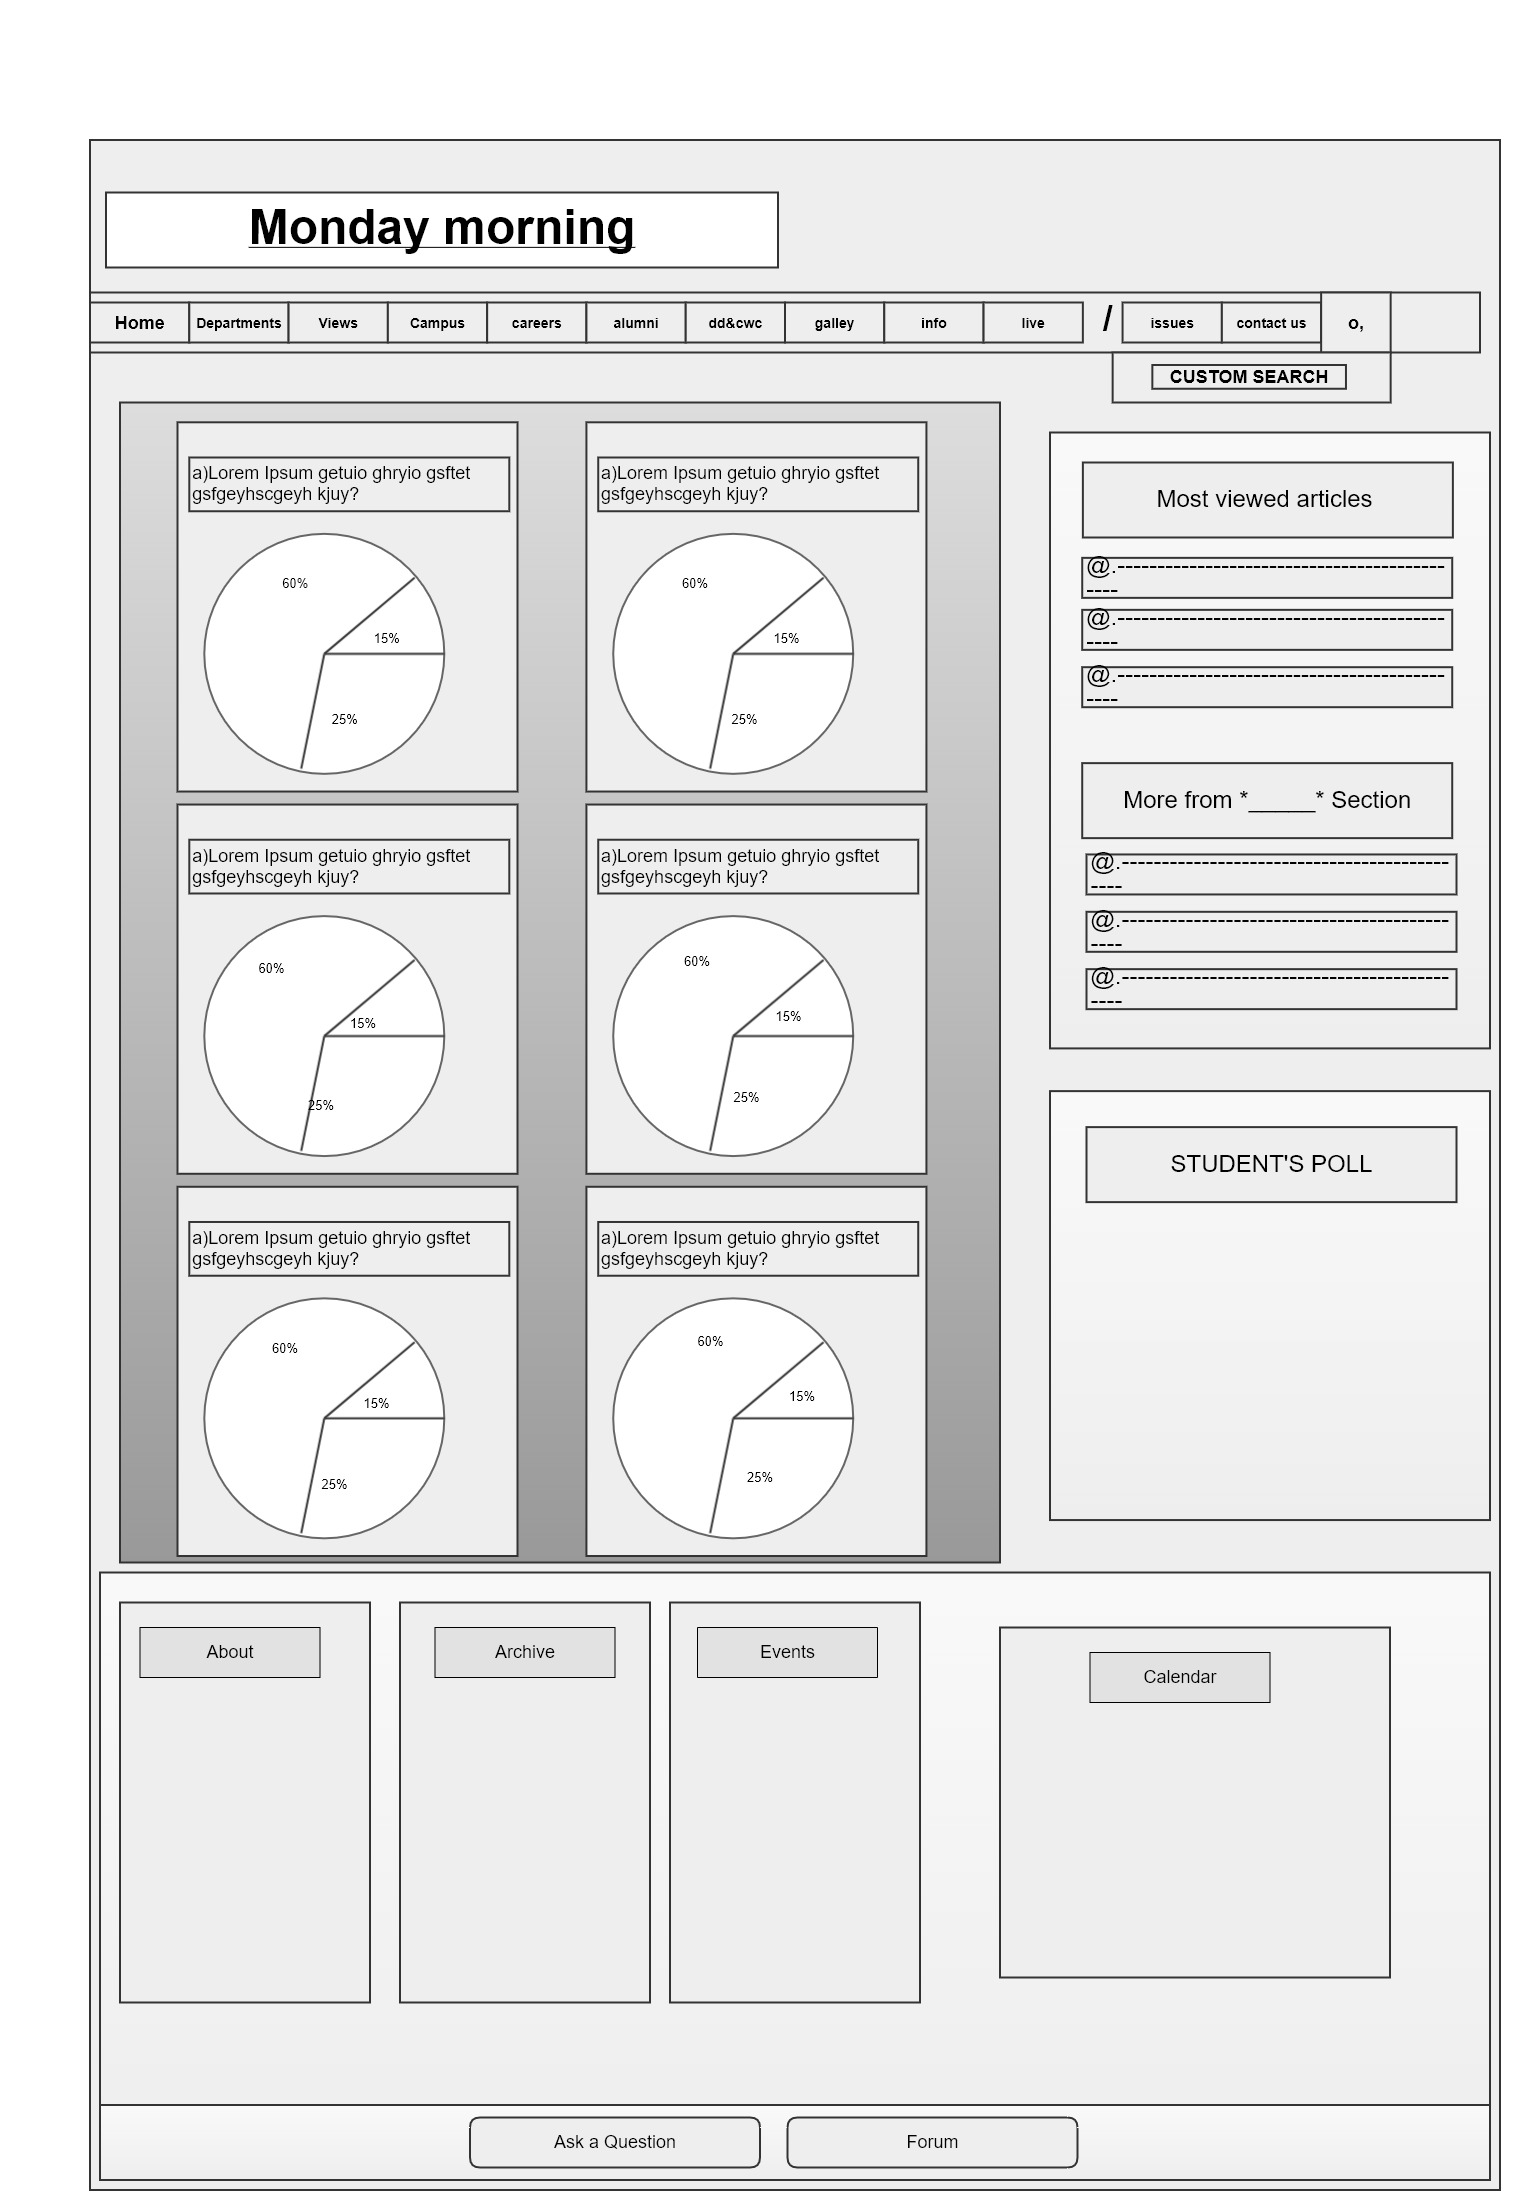 Monday morning
Home Departments Views Campus careers alumni dd&cwc galley info live / issues contact us o,
CUSTOM SEARCH
a)Lorem Ipsum getuio ghryio gsftet
gsfgeyhscgeyh kjuy?
60%
15%
25%
a)Lorem Ipsum getuio ghryio gsftet
gsfgeyhscgeyh kjuy?
60%
15%
25%
a)Lorem Ipsum getuio ghryio gsftet
gsfgeyhscgeyh kjuy?
60%
15%
25%
a)Lorem Ipsum getuio ghryio gsftet
gsfgeyhscgeyh kjuy?
60%
15%
25%
a)Lorem Ipsum getuio ghryio gsftet
gsfgeyhscgeyh kjuy?
60%
15%
25%
a)Lorem Ipsum getuio ghryio gsftet
gsfgeyhscgeyh kjuy?
60%
15%
25%
Most viewed articles
@.-----------------------------------------
----
@.-----------------------------------------
----
@.-----------------------------------------
----
More from *_____* Section
@.-----------------------------------------
----
@.-----------------------------------------
----
@.-----------------------------------------
----
STUDENT'S POLL
About
Archive
Events
Calendar
Ask a Question
Forum